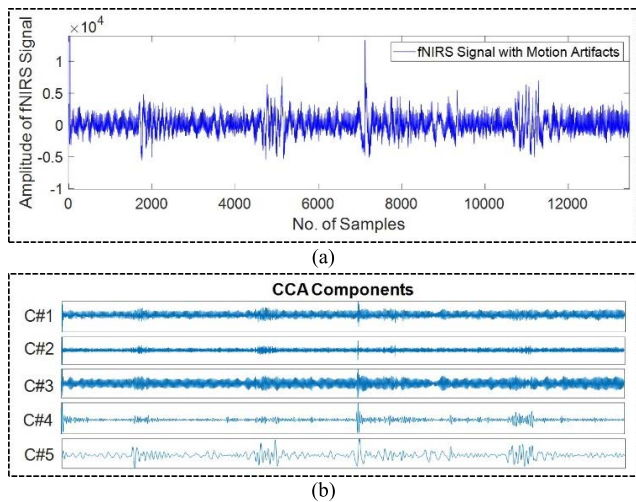 ×10⁴
fNIRS Signal with Motion Artifacts
Amplitude of fNIRS Signal
1
0.5
0
-0.5
-1
0 2000 4000 6000 8000 10000 12000
No. of Samples
(a)
CCA Components
C#1
C#2
C#3
C#4
C#5
(b)